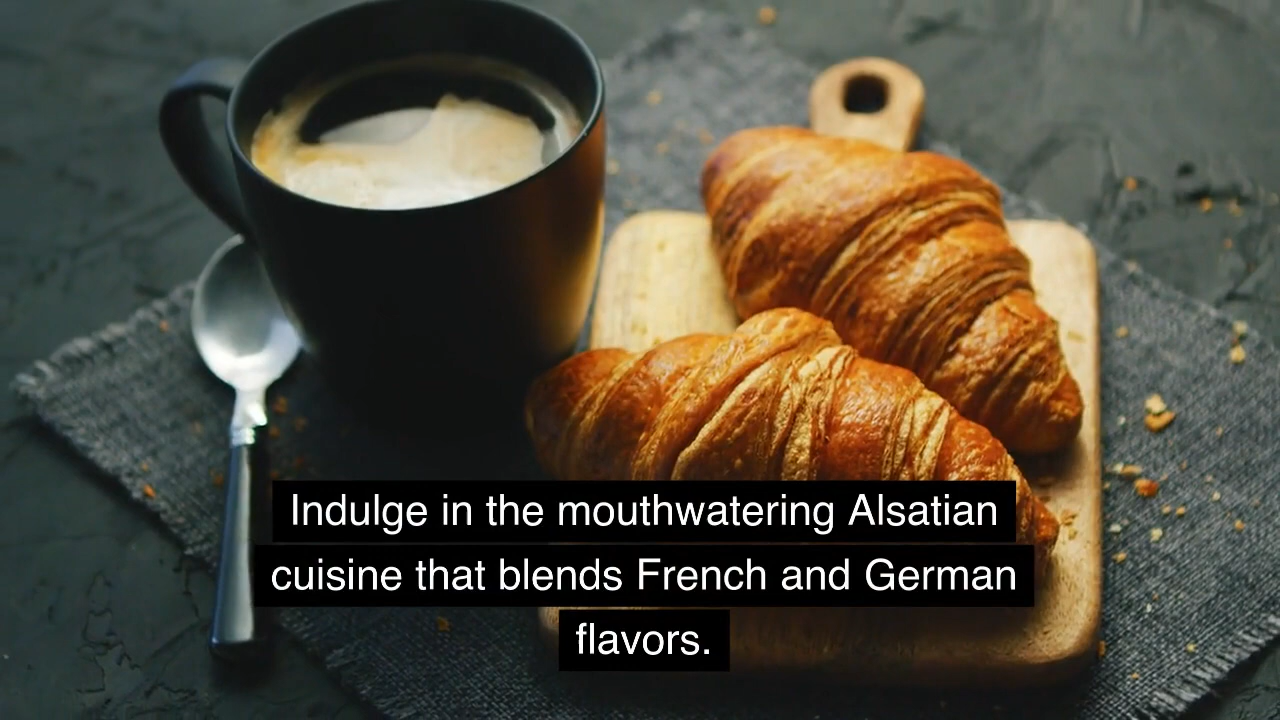 Indulge in the mouthwatering Alsatian
cuisine that blends French and German
flavors.